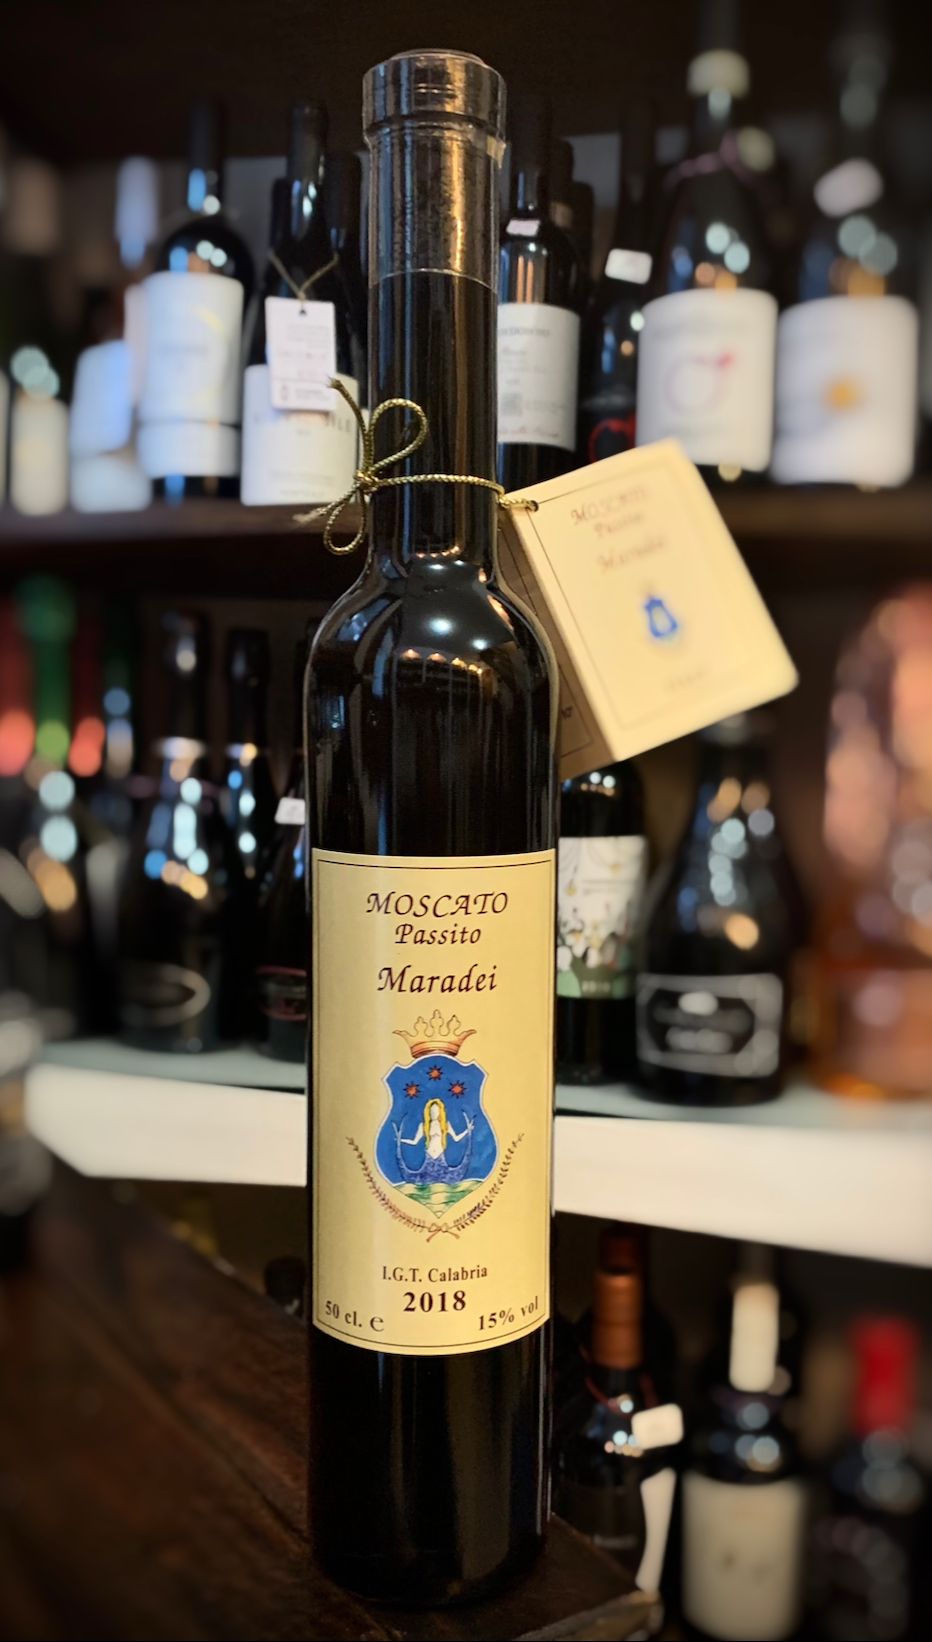 MOSCATO
Passito
Maradei
I.G.T. Calabria
2018
50 cl. e
15% vol
MOSCATO
Passito
Maradei